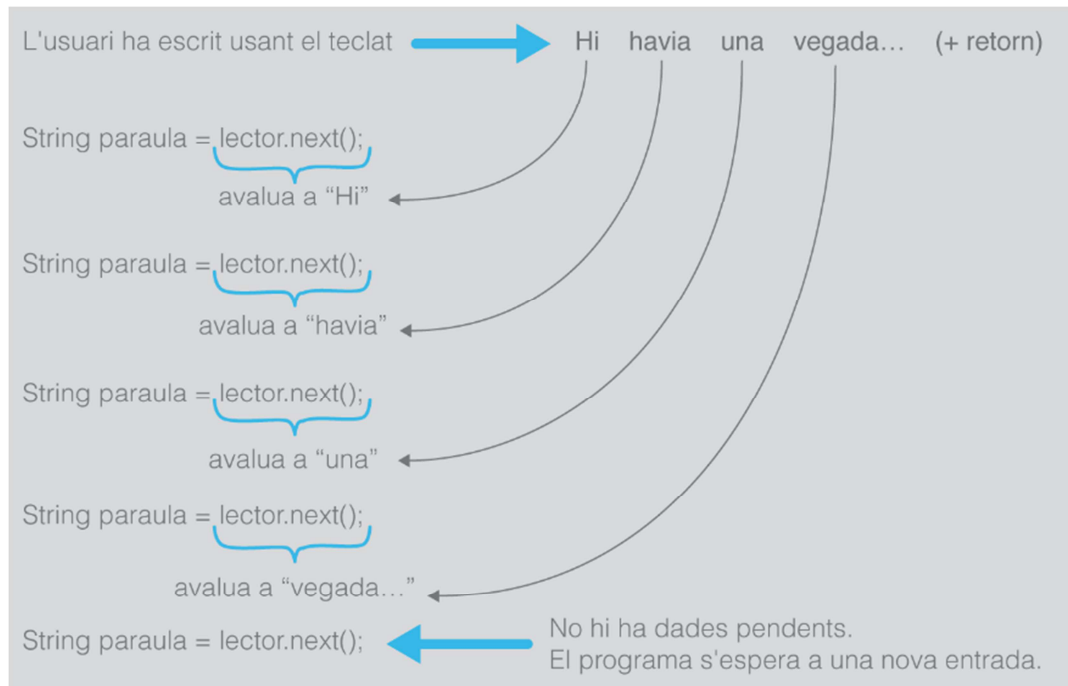 L'usuari ha escrit usant el teclat Hi havia una vegada… (+ retorn)
String paraula = lector.next();
avalua a “Hi”
String paraula = lector.next();
avalua a “havia”
String paraula = lector.next();
avalua a “una”
String paraula = lector.next();
avalua a “vegada…”
String paraula = lector.next();
No hi ha dades pendents.
El programa s'espera a una nova entrada.